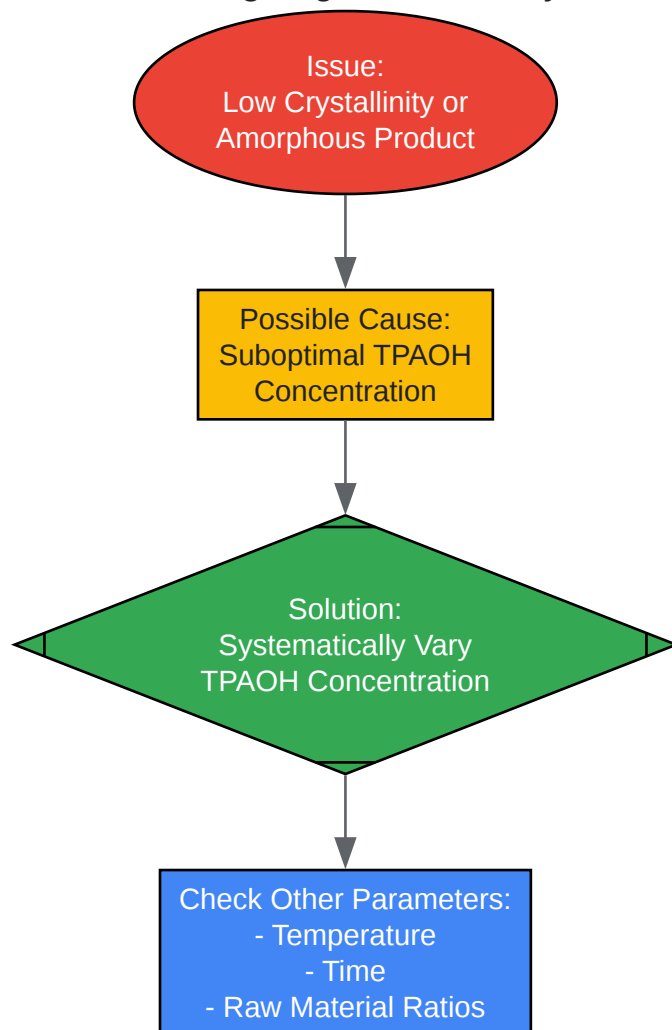 Issue:
Low Crystallinity or
Amorphous Product
Possible Cause:
Suboptimal TPAOH
Concentration
Solution:
Systematically Vary
TPAOH Concentration
Check Other Parameters:
- Temperature
- Time
- Raw Material Ratios